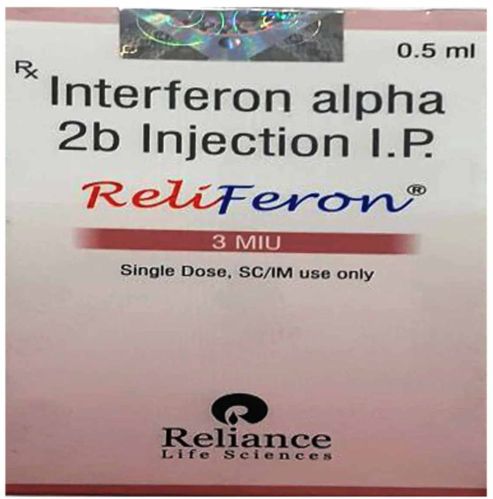 0.5 ml
Rx Interferon alpha
2b Injection I.P.
ReliFeron®
3 MIU
Single Dose, SC/IM use only
Reliance
Life Sciences